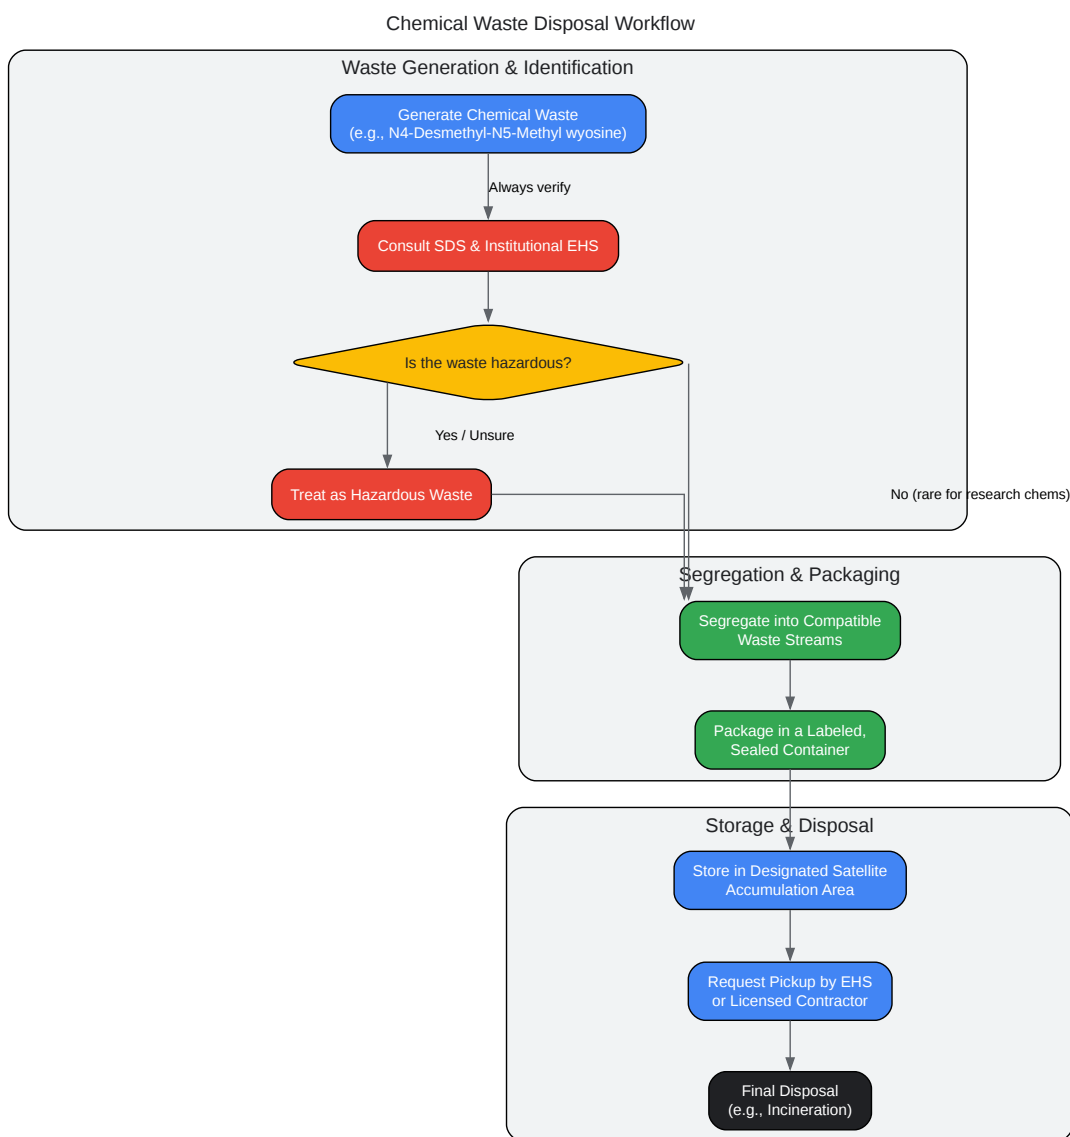 Chemical Waste Disposal Workflow
Waste Generation & Identification
Generate Chemical Waste
(e.g., N4-Desmethyl-N5-Methyl wyosine)
Always verify
Consult SDS & Institutional EHS
Is the waste hazardous?
Yes / Unsure
Treat as Hazardous Waste
No (rare for research chems)
Segregation & Packaging
Segregate into Compatible
Waste Streams
Package in a Labeled,
Sealed Container
Storage & Disposal
Store in Designated Satellite
Accumulation Area
Request Pickup by EHS
or Licensed Contractor
Final Disposal
(e.g., Incineration)